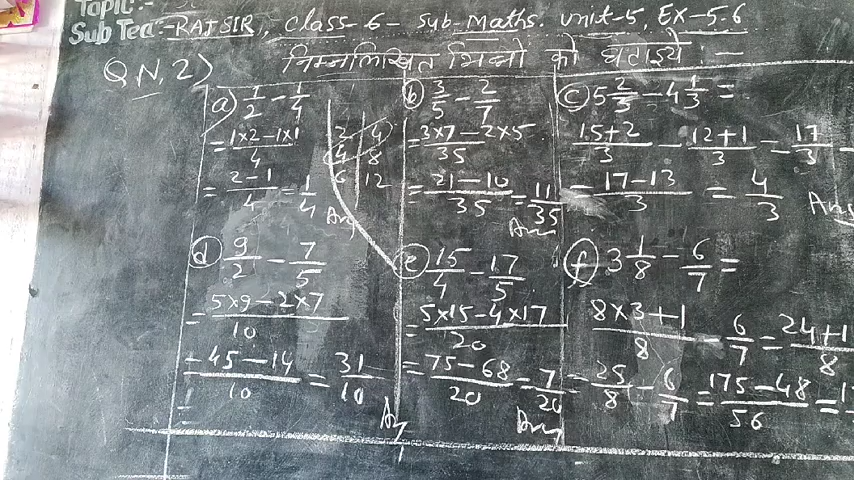 Topic:-
Sub Tea:- RAJ SIR, Class-6- Sub-Maths. Unit-5, EX-5.6
Q.N. 2) निम्नलिखित भिन्नो को घटाइये :-
a) 1/2 - 1/4
= 1×2-1×1/4
= 2-1/4 = 1/4
Ans
2 4
4 8
6 12
b) 3/5 - 2/7
= 3×7-2×5/35
= 21-10/35 = 11/35
Ans
c) 5 2/3 - 4 1/3 =
15+2/3 - 12+1/3 = 17/3 -
= 17-13/3 = 4/3 Ans
d) 9/2 - 7/5
= 5×9-2×7/10
= 45-14/10 = 31/10
=
An
e) 15/4 - 17/5
= 5×15-4×17/20
= 75-68/20 = 7/20
Ans
f) 3 1/8 - 6/7 =
8×3+1/8 - 6/7 = 24+1/8
= 25/8 - 6/7 = 175-48/56 =